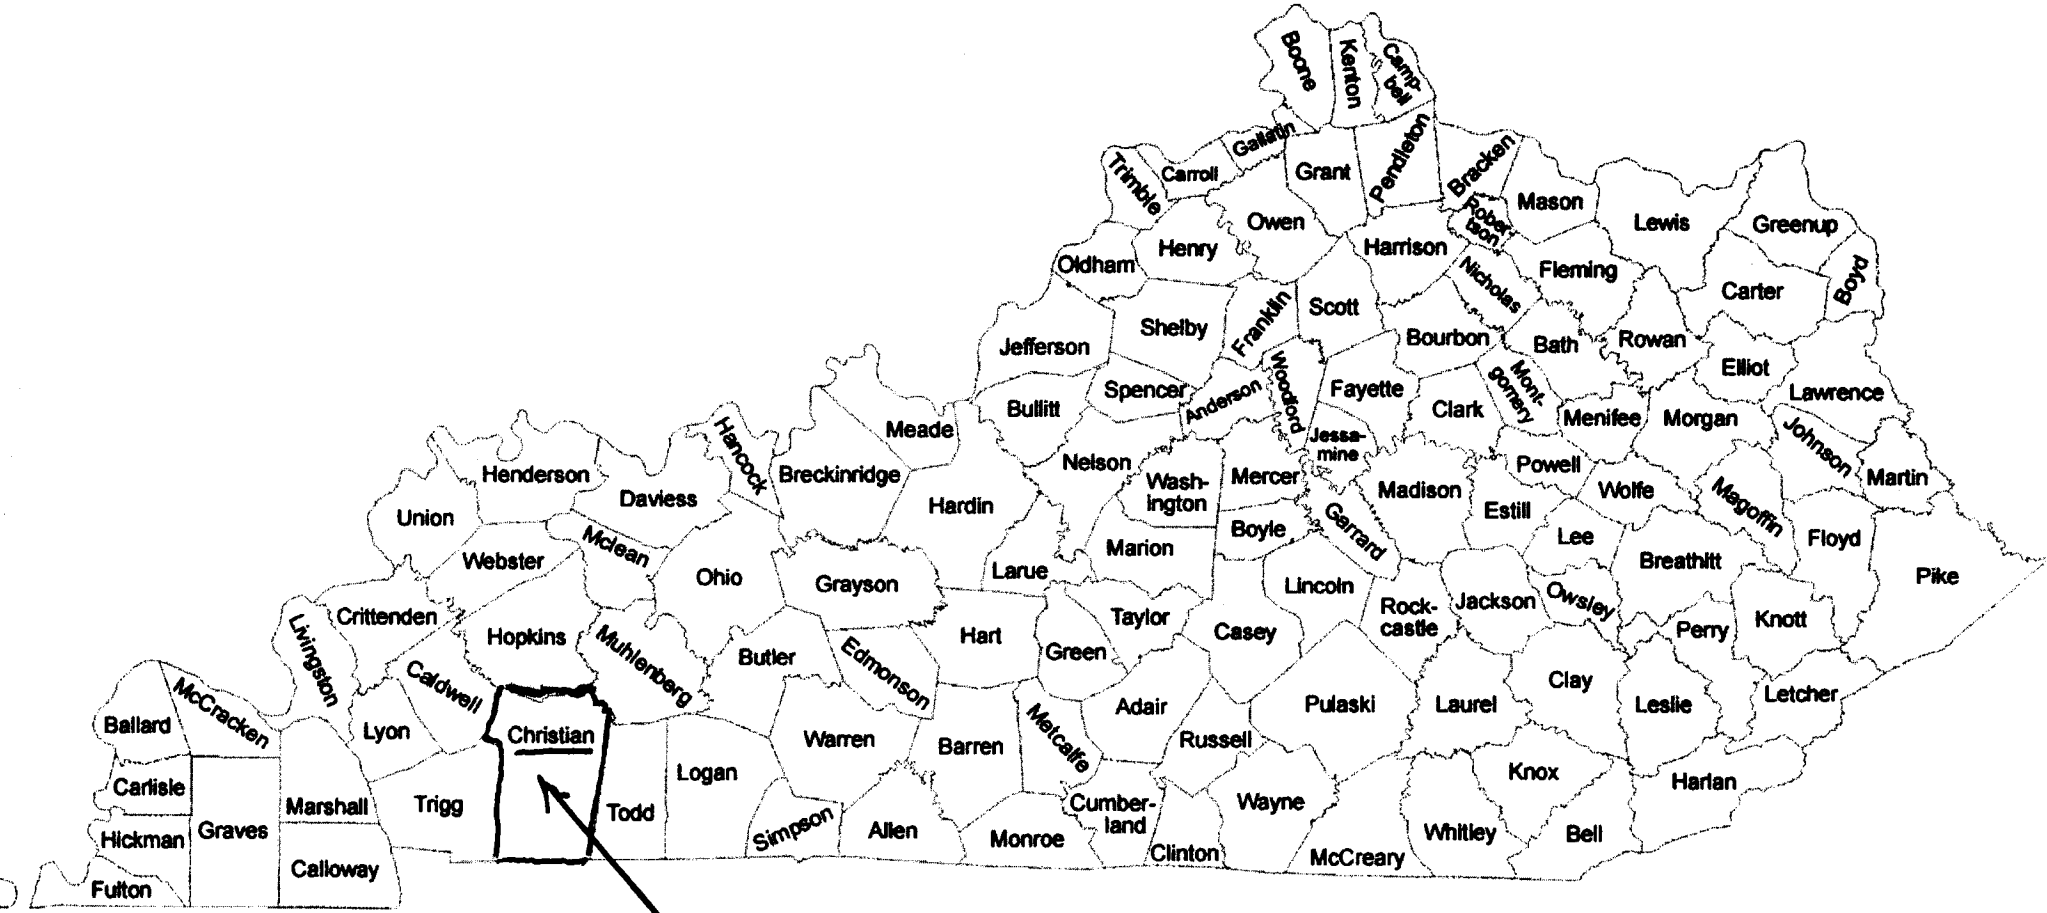 Boone
Kenton
Camp-
bell
Gallatin
Trimble
Carroll
Grant
Pendleton
Bracken
Mason
Rober-
tson
Lewis
Greenup
Owen
Henry
Harrison
Oldham
Nicholas
Fleming
Boyd
Carter
Franklin
Scott
Shelby
Jefferson
Bourbon
Bath
Rowan
Elliot
Woodford
Spencer
Anderson
Fayette
Mont-
gomery
Lawrence
Bullitt
Clark
Menifee
Morgan
Meade
Hancock
Jessa-
mine
Johnson
Nelson
Henderson
Breckinridge
Wash-
ington
Mercer
Powell
Martin
Daviess
Hardin
Madison
Wolfe
Magoffin
Union
Estill
Garrard
Boyle
Lee
Floyd
Mclean
Marion
Webster
Larue
Breathitt
Pike
Ohio
Grayson
Lincoln
Jackson
Owsley
Rock-
castle
Crittenden
Taylor
Knott
Livingston
Hopkins
Muhlenberg
Hart
Casey
Perry
Green
Butler
Edmonson
Caldwell
Clay
Letcher
McCracken
Adair
Pulaski
Laurel
Leslie
Ballard
Lyon
Christian
Metcalfe
Warren
Barren
Russell
Logan
Knox
Harlan
Carlisle
Marshall
Trigg
Todd
Cumber-
land
Wayne
Graves
Simpson
Allen
Monroe
Whitley
Bell
Hickman
Clinton
McCreary
Calloway
Fulton